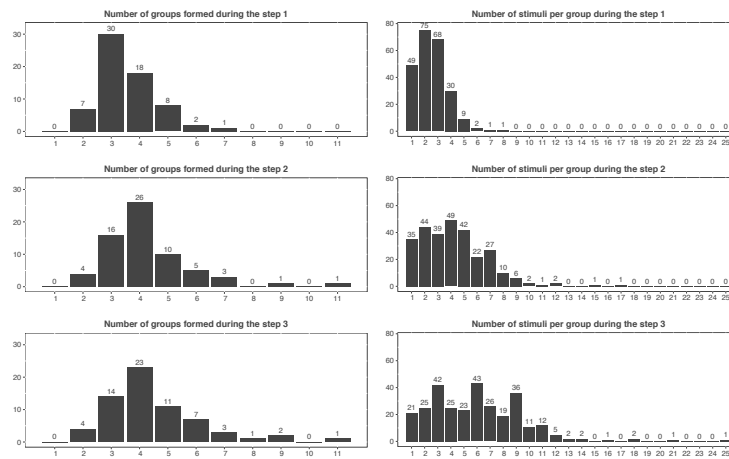 Number of groups formed during the step 1
30
20
10
0
0 7 30 18 8 2 1 0 0 0 0
1 2 3 4 5 6 7 8 9 10 11
Number of stimuli per group during the step 1
80
60
40
20
0
49 75 68 30 9 2 1 1 0 0 0 0 0 0 0 0 0 0 0 0 0 0 0 0 0
1 2 3 4 5 6 7 8 9 10 11 12 13 14 15 16 17 18 19 20 21 22 23 24 25
Number of groups formed during the step 2
30
20
10
0
0 4 16 26 10 5 3 0 1 0 1
1 2 3 4 5 6 7 8 9 10 11
Number of stimuli per group during the step 2
80
60
40
20
0
35 44 39 49 42 22 27 10 6 2 1 2 0 0 1 0 1 0 0 0 0 0 0 0 0
1 2 3 4 5 6 7 8 9 10 11 12 13 14 15 16 17 18 19 20 21 22 23 24 25
Number of groups formed during the step 3
30
20
10
0
0 4 14 23 11 7 3 1 2 0 1
1 2 3 4 5 6 7 8 9 10 11
Number of stimuli per group during the step 3
80
60
40
20
0
21 25 42 25 23 43 26 19 36 11 12 5 2 2 0 1 0 2 0 0 1 0 0 0 1
1 2 3 4 5 6 7 8 9 10 11 12 13 14 15 16 17 18 19 20 21 22 23 24 25